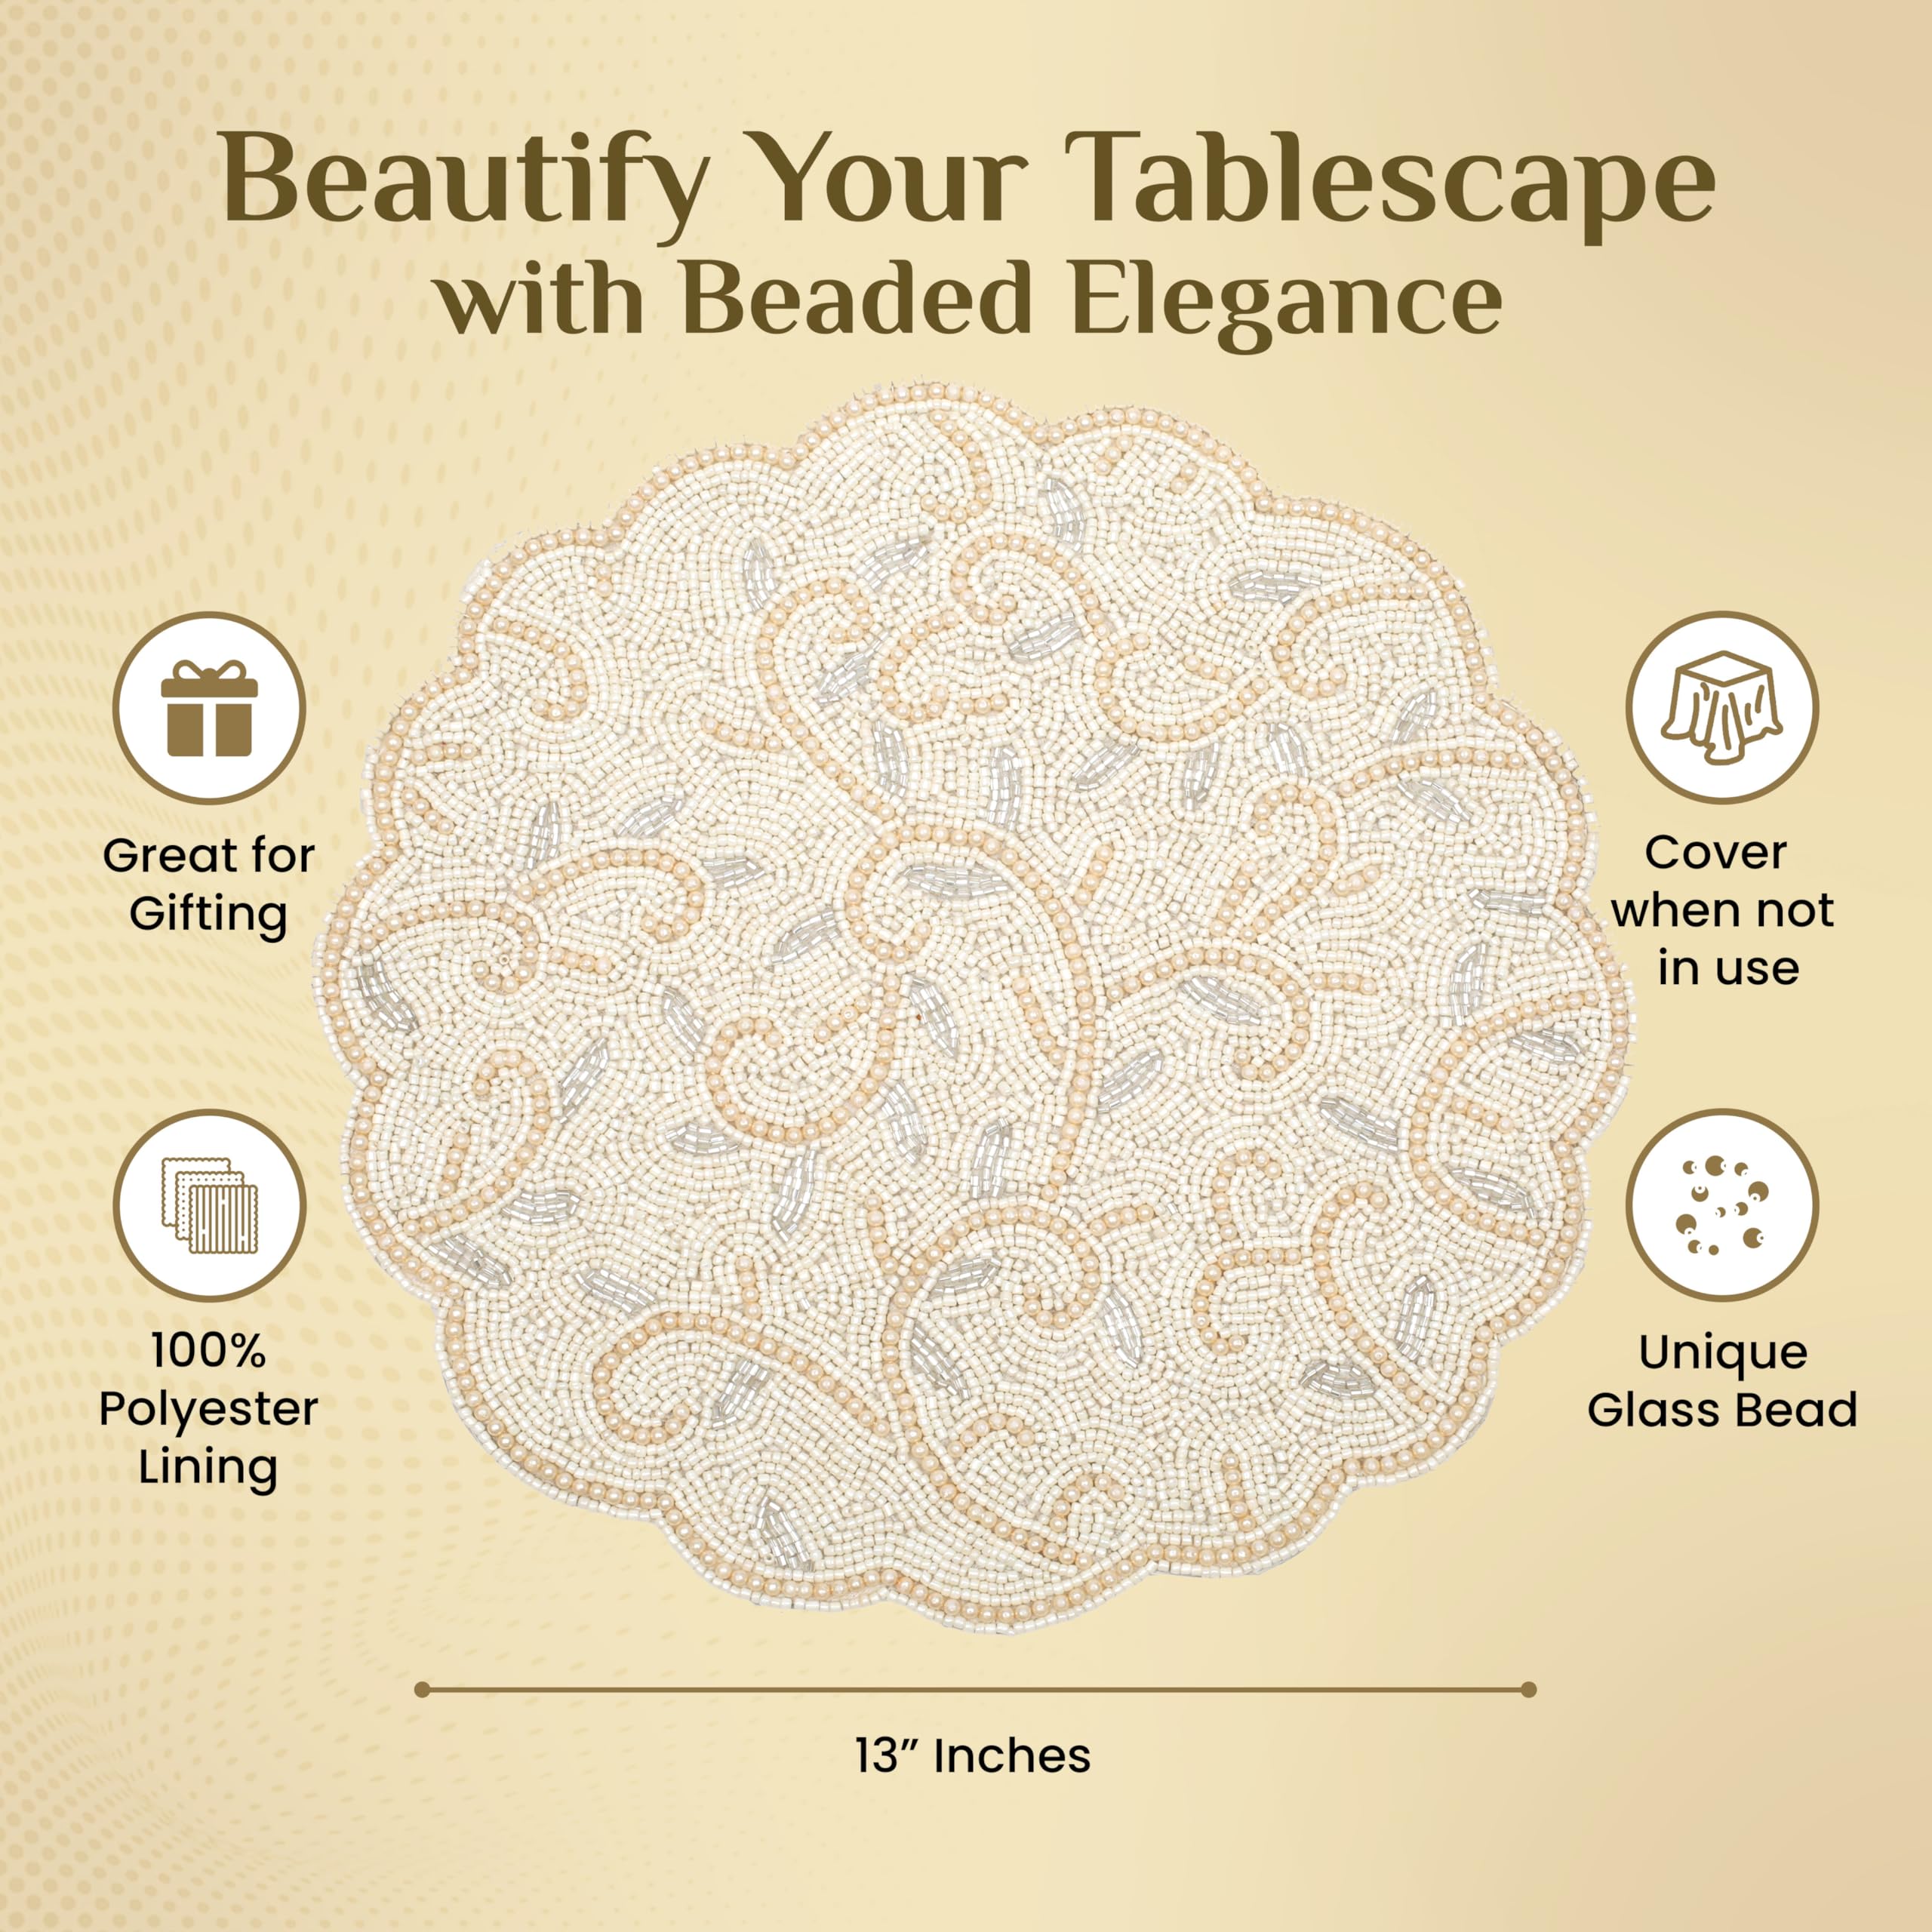 Beautify Your Tablescape
with Beaded Elegance
Great for
Gifting
Cover
when not
in use
100%
Polyester
Lining
Unique
Glass Bead
13” Inches